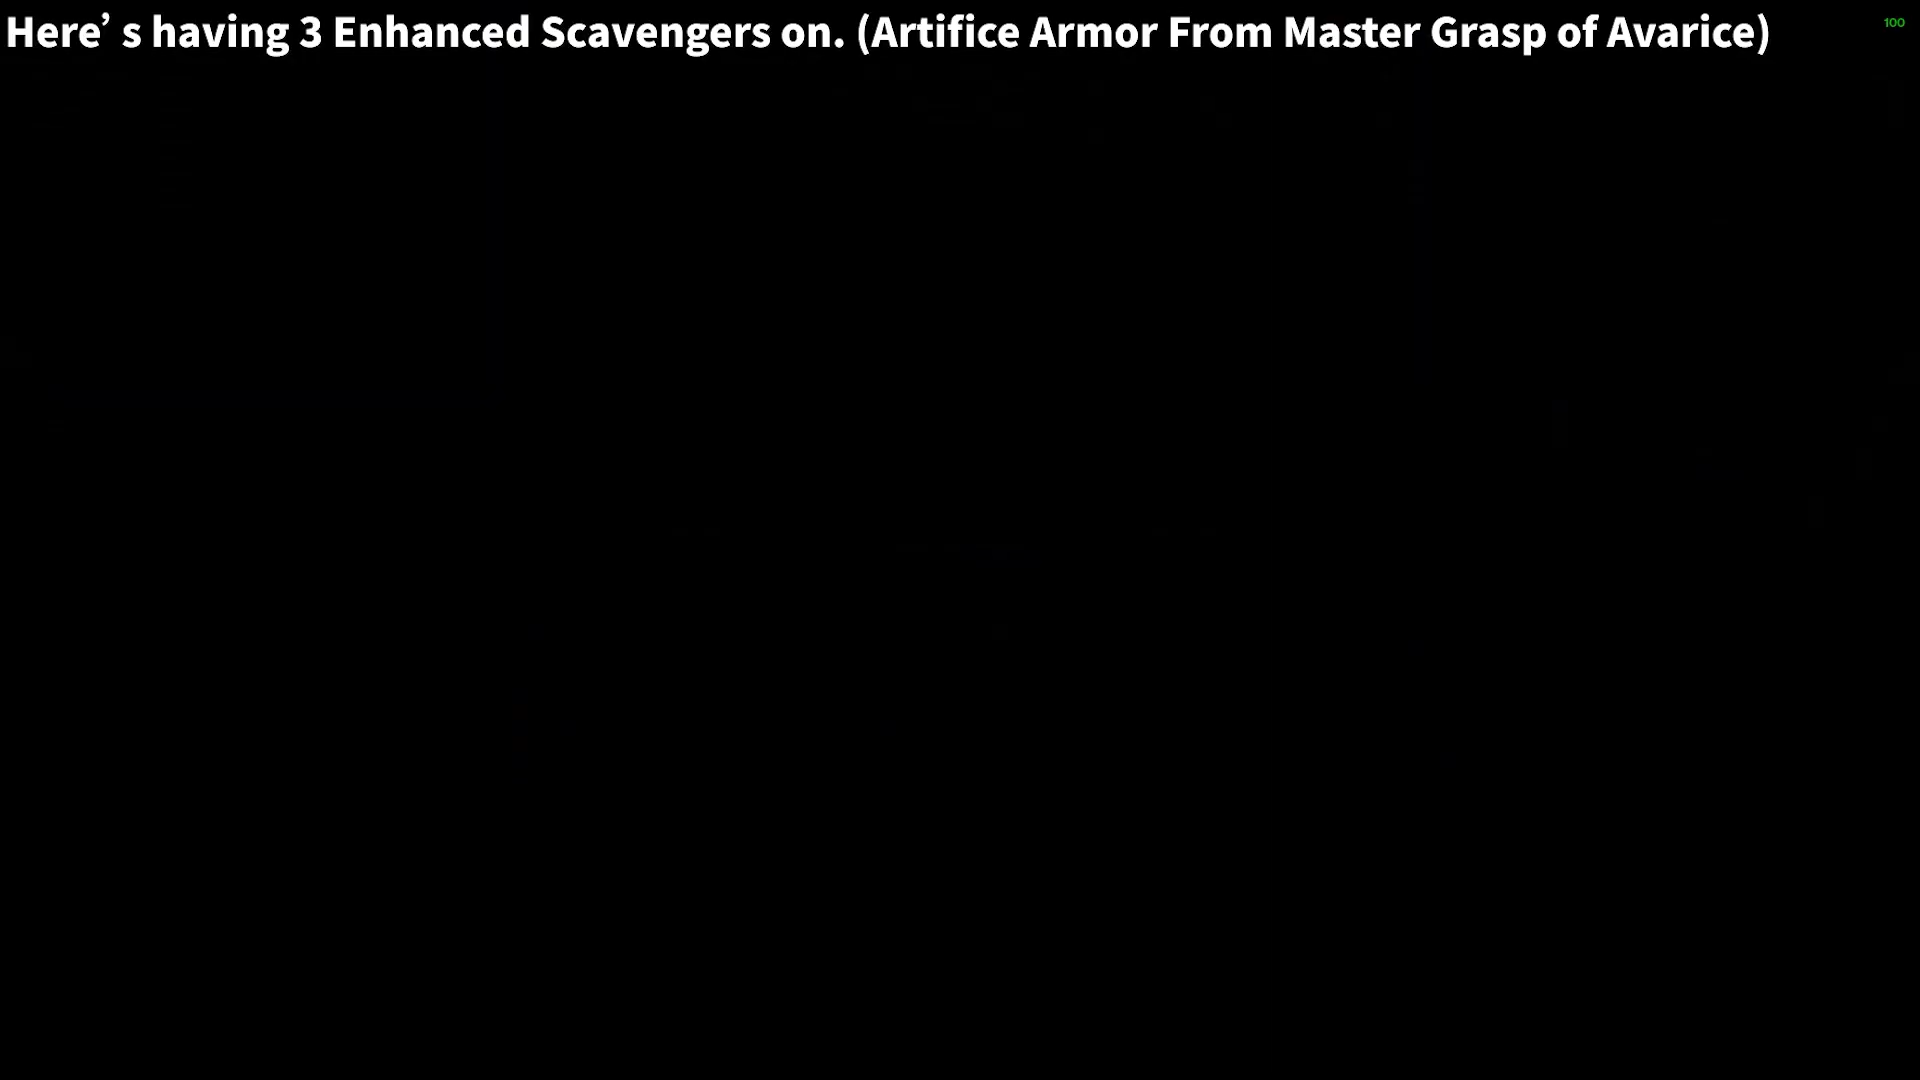 Here’ s having 3 Enhanced Scavengers on. (Artifice Armor From Master Grasp of Avarice)
100